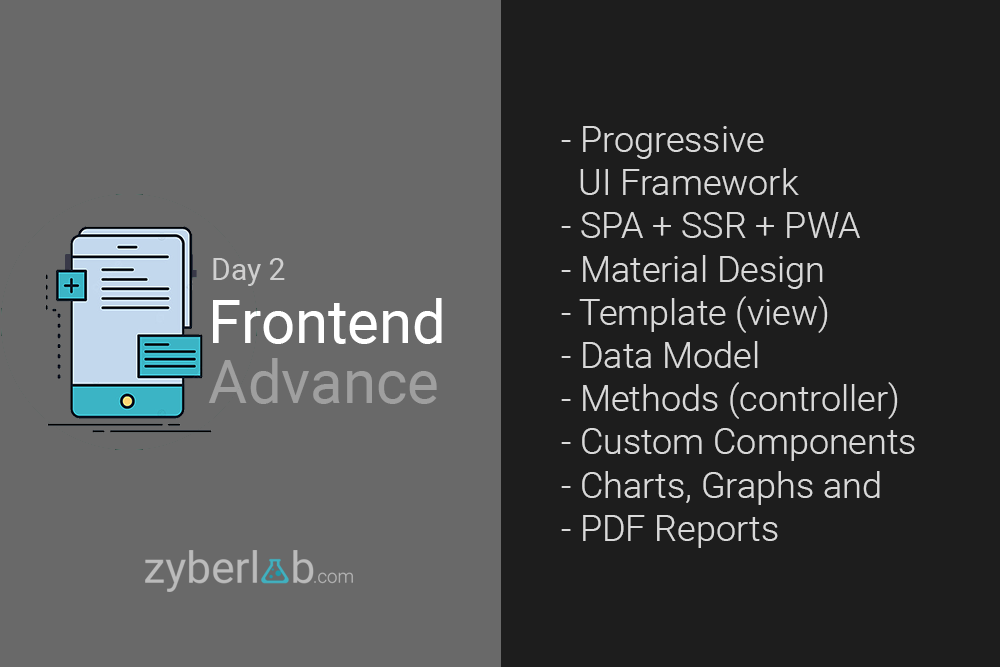 Day 2
Frontend
Advance
zyberlab.com
- Progressive
UI Framework
- SPA + SSR + PWA
- Material Design
- Template (view)
- Data Model
- Methods (controller)
- Custom Components
- Charts, Graphs and
- PDF Reports